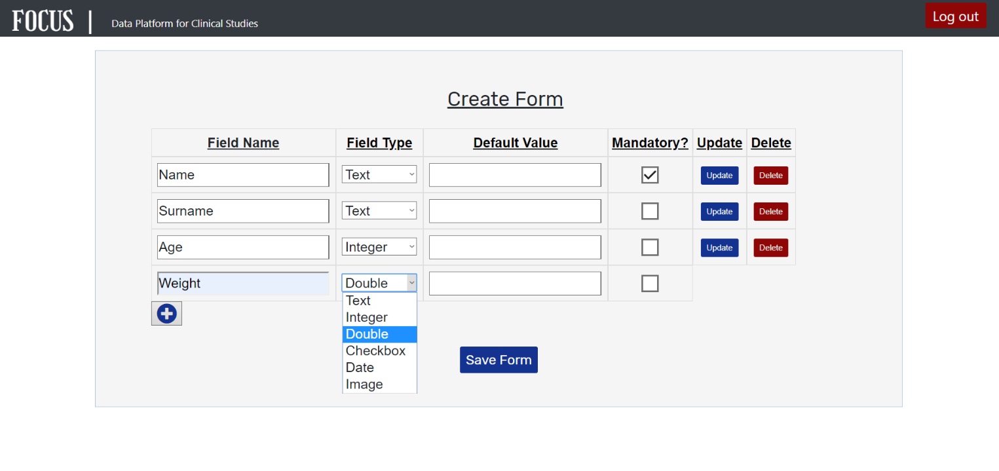 FOCUS | Data Platform for Clinical Studies Log out
Create Form
Field Name Field Type Default Value Mandatory? Update Delete
Name Text Update Delete
Surname Text Update Delete
Age Integer Update Delete
Weight Double
Text
Integer
Double
Checkbox
Date
Image
Save Form